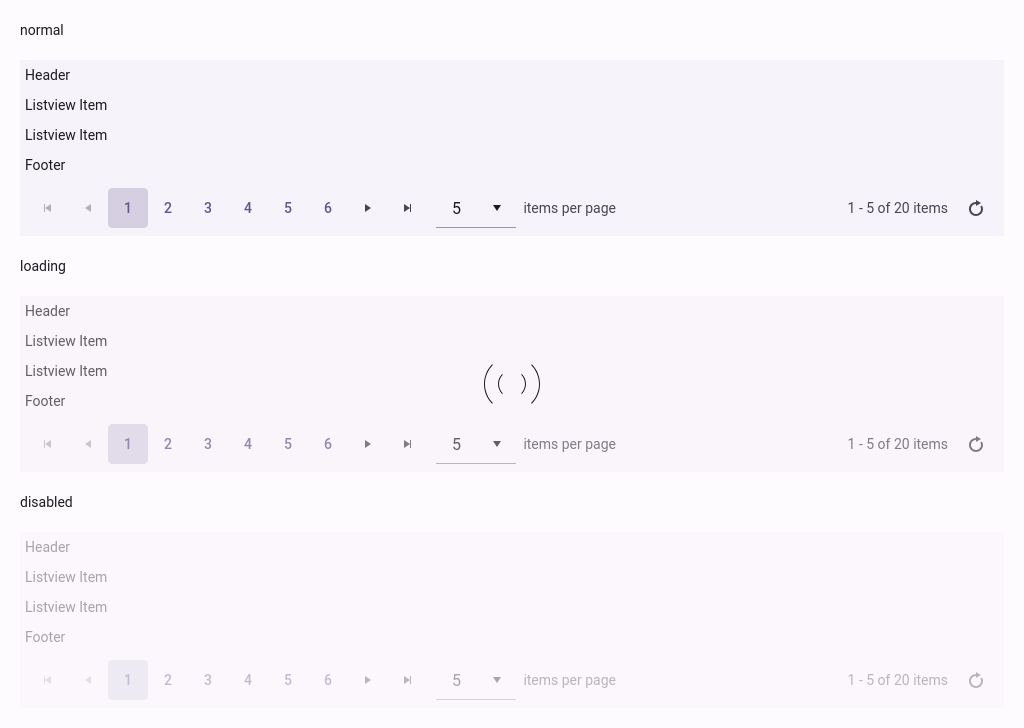 normal
Header
Listview Item
Listview Item
Footer
1 2 3 4 5 6 5 items per page 1 - 5 of 20 items
loading
Header
Listview Item
Listview Item
Footer
1 2 3 4 5 6 5 items per page 1 - 5 of 20 items
disabled
Header
Listview Item
Listview Item
Footer
1 2 3 4 5 6 5 items per page 1 - 5 of 20 items